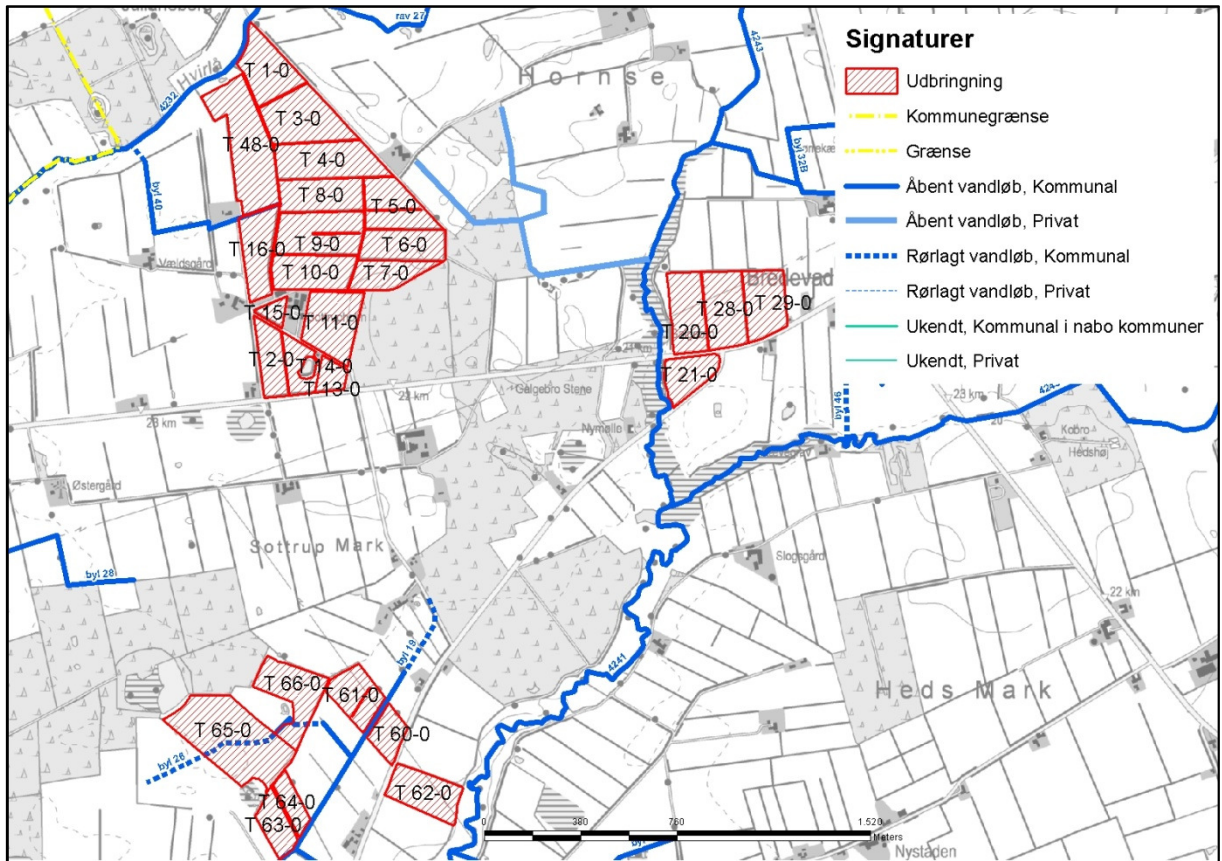 Signaturer
Udbringning
Kommunegrænse
Grænse
Åbent vandløb, Kommunal
Åbent vandløb, Privat
Rørlagt vandløb, Kommunal
Rørlagt vandløb, Privat
Ukendt, Kommunal i nabo kommuner
Ukendt, Privat
rav 27
4243
Hvirlå
4232
Hornse
T 1-0
T 3-0
T 48-0
T 4-0
byl 32B
T 8-0
T 5-0
byl 40
T 16-0
T 9-0
T 6-0
Vældsgård
T 10-0
T 7-0
Bredevad
T 15-0
T 11-0
T 28-0
T 29-0
T 20-0
T 2-0
T 14-0
T 21-0
T 13-0
Gejlgebro Stene
22 km
23 km
23 km
byl 46
20
Nymølle
Kobro
Hedshøj
Østergård
Sottrup Mark
Slogsgård
byl 28
22 km
byl 19
4241
Heds Mark
T 66-0
T 61-0
T 65-0
T 60-0
byl 26
T 62-0
T 64-0
T 63-0
0
380
760
1.520
Meters
Nystaden